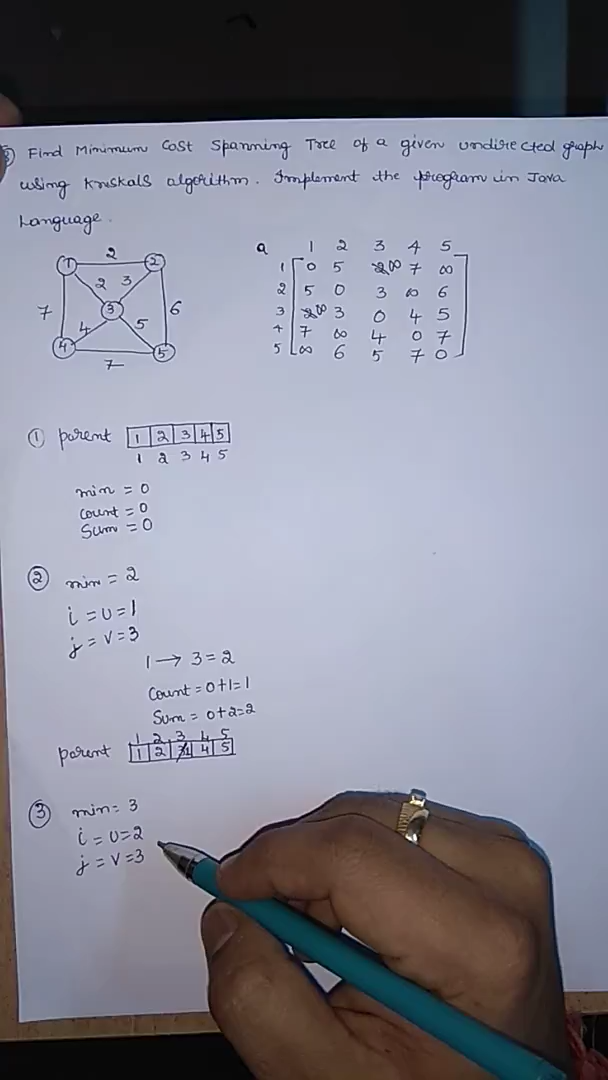 Find Minimum Cost Spanning Tree of a given undirected graph
using Kruskals algorithm. Implement the program in Java
Language.
2
1 2
2 3
7 3 6
4 5
4 5
7
a 1 2 3 4 5
1 0 5 ∞ 7 ∞
2 5 0 3 ∞ 6
3 ∞ 3 0 4 5
4 7 ∞ 4 0 7
5 ∞ 6 5 7 0
① parent 1 2 3 4 5
1 2 3 4 5
min = 0
count = 0
Sum = 0
② min = 2
i = u = 1
j = v = 3
1 → 3 = 2
Count = 0+1=1
Sum = 0+2=2
1 2 3 4 5
parent 1 2 1 4 5
③ min = 3
i = u = 2
j = v = 3